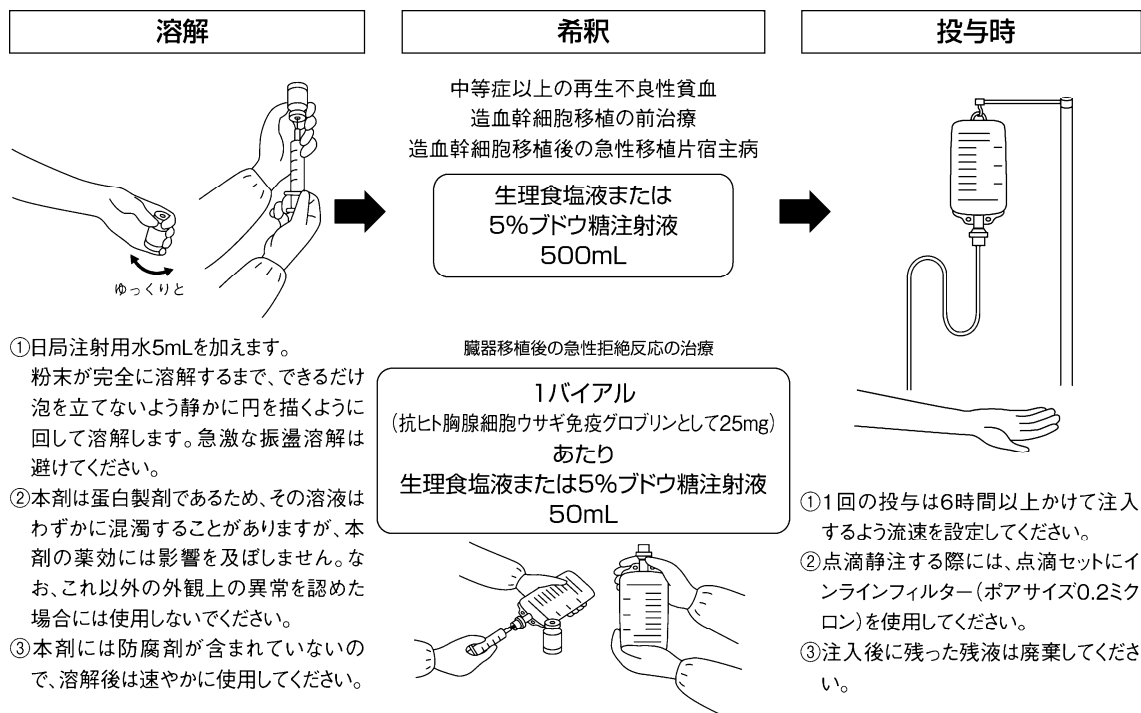 溶解
ゆっくりと
①日局注射用水5mLを加えます。
粉末が完全に溶解するまで、できるだけ
泡を立てないよう静かに円を描くように
回して溶解します。急激な振盪溶解は
避けてください。
②本剤は蛋白製剤であるため、その溶液は
わずかに混濁することがありますが、本
剤の薬効には影響を及ぼしません。な
お、これ以外の外観上の異常を認めた
場合には使用しないでください。
③本剤には防腐剤が含まれていないの
で、溶解後は速やかに使用してください。
希釈
中等症以上の再生不良性貧血
造血幹細胞移植の前治療
造血幹細胞移植後の急性移植片宿主病
生理食塩液または
5%ブドウ糖注射液
500mL
臓器移植後の急性拒絶反応の治療
1バイアル
(抗ヒト胸腺細胞ウサギ免疫グロブリンとして25mg)
あたり
生理食塩液または5%ブドウ糖注射液
50mL
投与時
①1回の投与は6時間以上かけて注入
するよう流速を設定してください。
②点滴静注する際には、点滴セットにイ
ンラインフィルター(ポアサイズ0.2ミク
ロン)を使用してください。
③注入後に残った残液は廃棄してくださ
い。